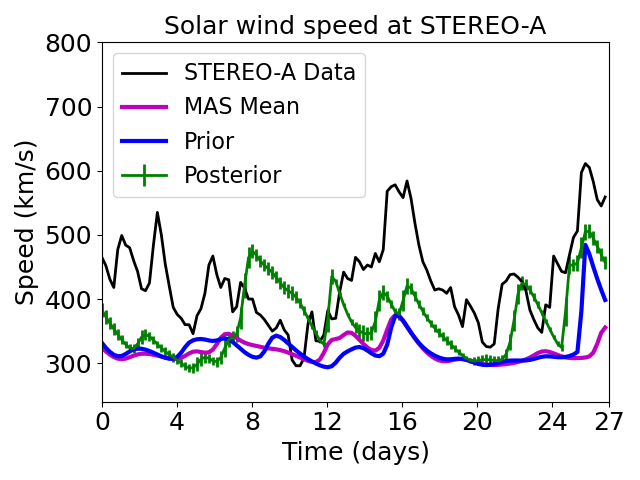 Solar wind speed at STEREO-A
STEREO-A Data
MAS Mean
Prior
Posterior
Speed (km/s)
800
700
600
500
400
300
0 4 8 12 16 20 24 27
Time (days)